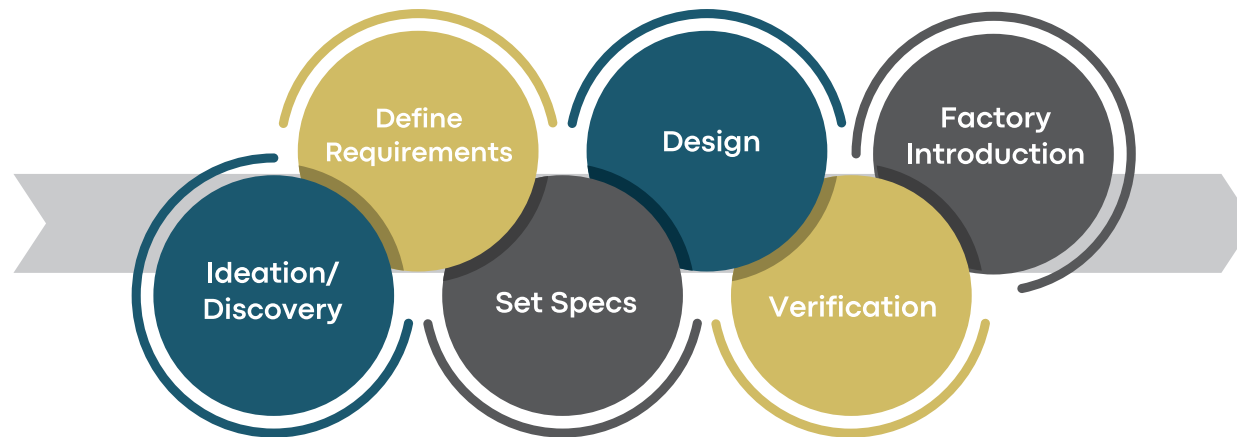 Ideation/
Discovery
Define
Requirements
Set Specs
Design
Verification
Factory
Introduction